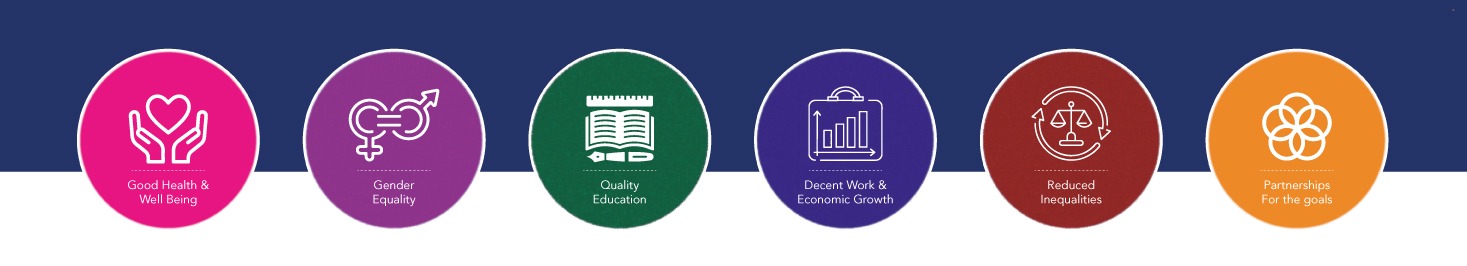 Good Health &
Well Being
Gender
Equality
Quality
Education
Decent Work &
Economic Growth
Reduced
Inequalities
Partnerships
For the goals